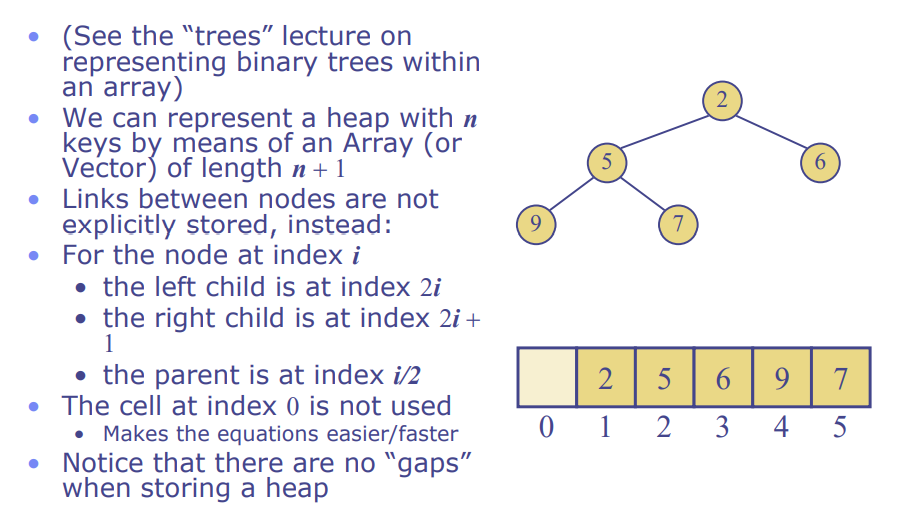 • (See the “trees” lecture on
representing binary trees within
an array)
• We can represent a heap with n
keys by means of an Array (or
Vector) of length n + 1
• Links between nodes are not
explicitly stored, instead:
• For the node at index i
• the left child is at index 2i
• the right child is at index 2i +
1
• the parent is at index i/2
• The cell at index 0 is not used
• Makes the equations easier/faster
• Notice that there are no “gaps”
when storing a heap
2
5 6
9 7
2 5 6 9 7
0 1 2 3 4 5